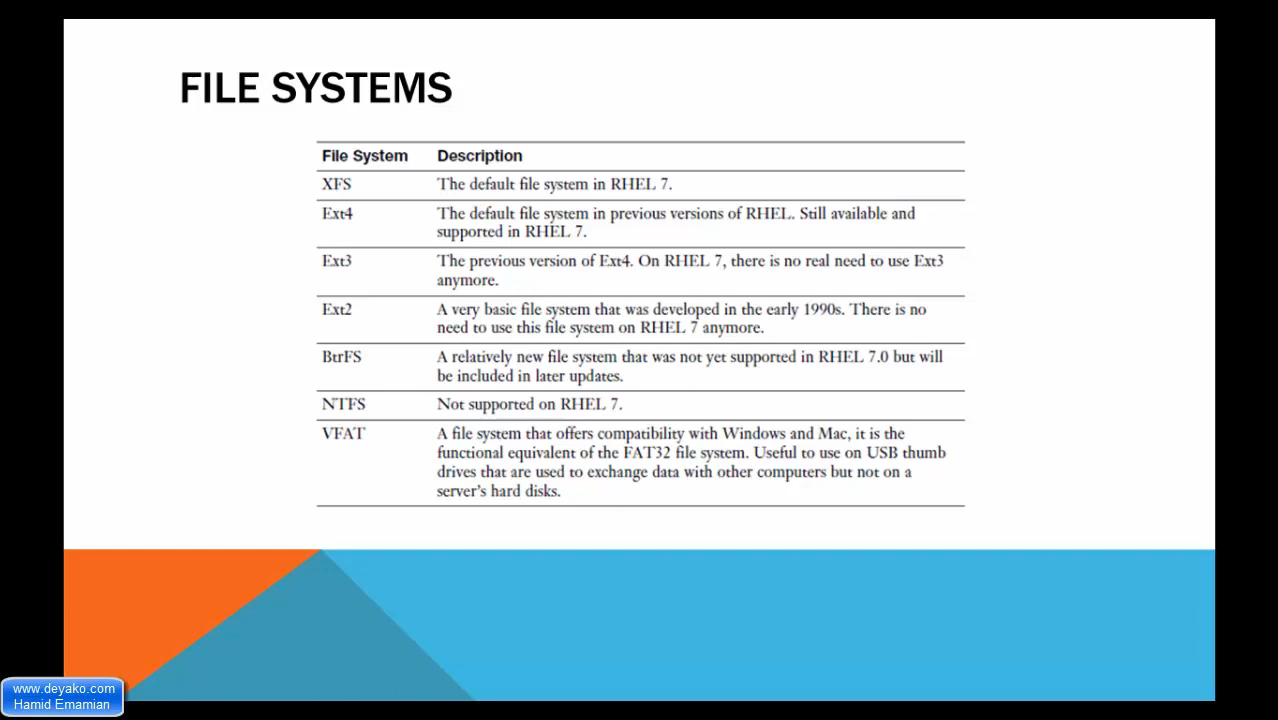 FILE SYSTEMS
File System Description
XFS The default file system in RHEL 7.
Ext4 The default file system in previous versions of RHEL. Still available and
supported in RHEL 7.
Ext3 The previous version of Ext4. On RHEL 7, there is no real need to use Ext3
anymore.
Ext2 A very basic file system that was developed in the early 1990s. There is no
need to use this file system on RHEL 7 anymore.
BtrFS A relatively new file system that was not yet supported in RHEL 7.0 but will
be included in later updates.
NTFS Not supported on RHEL 7.
VFAT A file system that offers compatibility with Windows and Mac, it is the
functional equivalent of the FAT32 file system. Useful to use on USB thumb
drives that are used to exchange data with other computers but not on a
server's hard disks.
www.deyako.com
Hamid Emamian